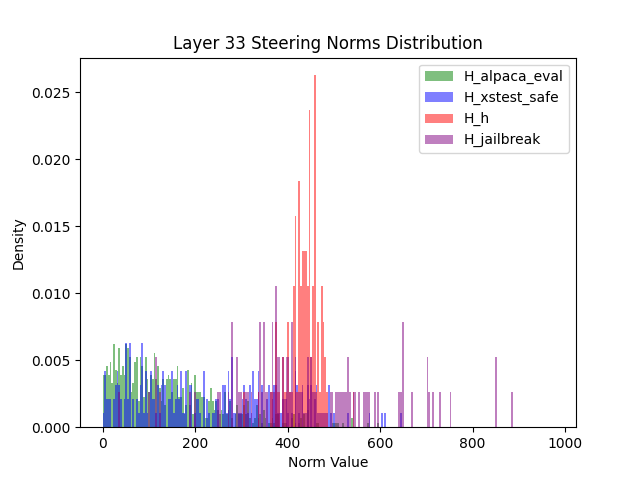 Layer 33 Steering Norms Distribution
H_alpaca_eval
H_xstest_safe
H_h
H_jailbreak
Density
0.025
0.020
0.015
0.010
0.005
0.000
0 200 400 600 800 1000
Norm Value